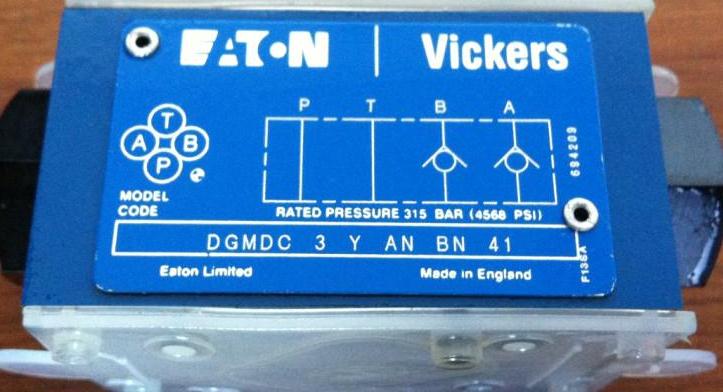 EATON | Vickers
P T B A
T
A B
P
MODEL
CODE
694209
RATED PRESSURE 315 BAR (4568 PSI)
DGMDC 3 Y AN BN 41
F13SA
Eaton Limited Made in England